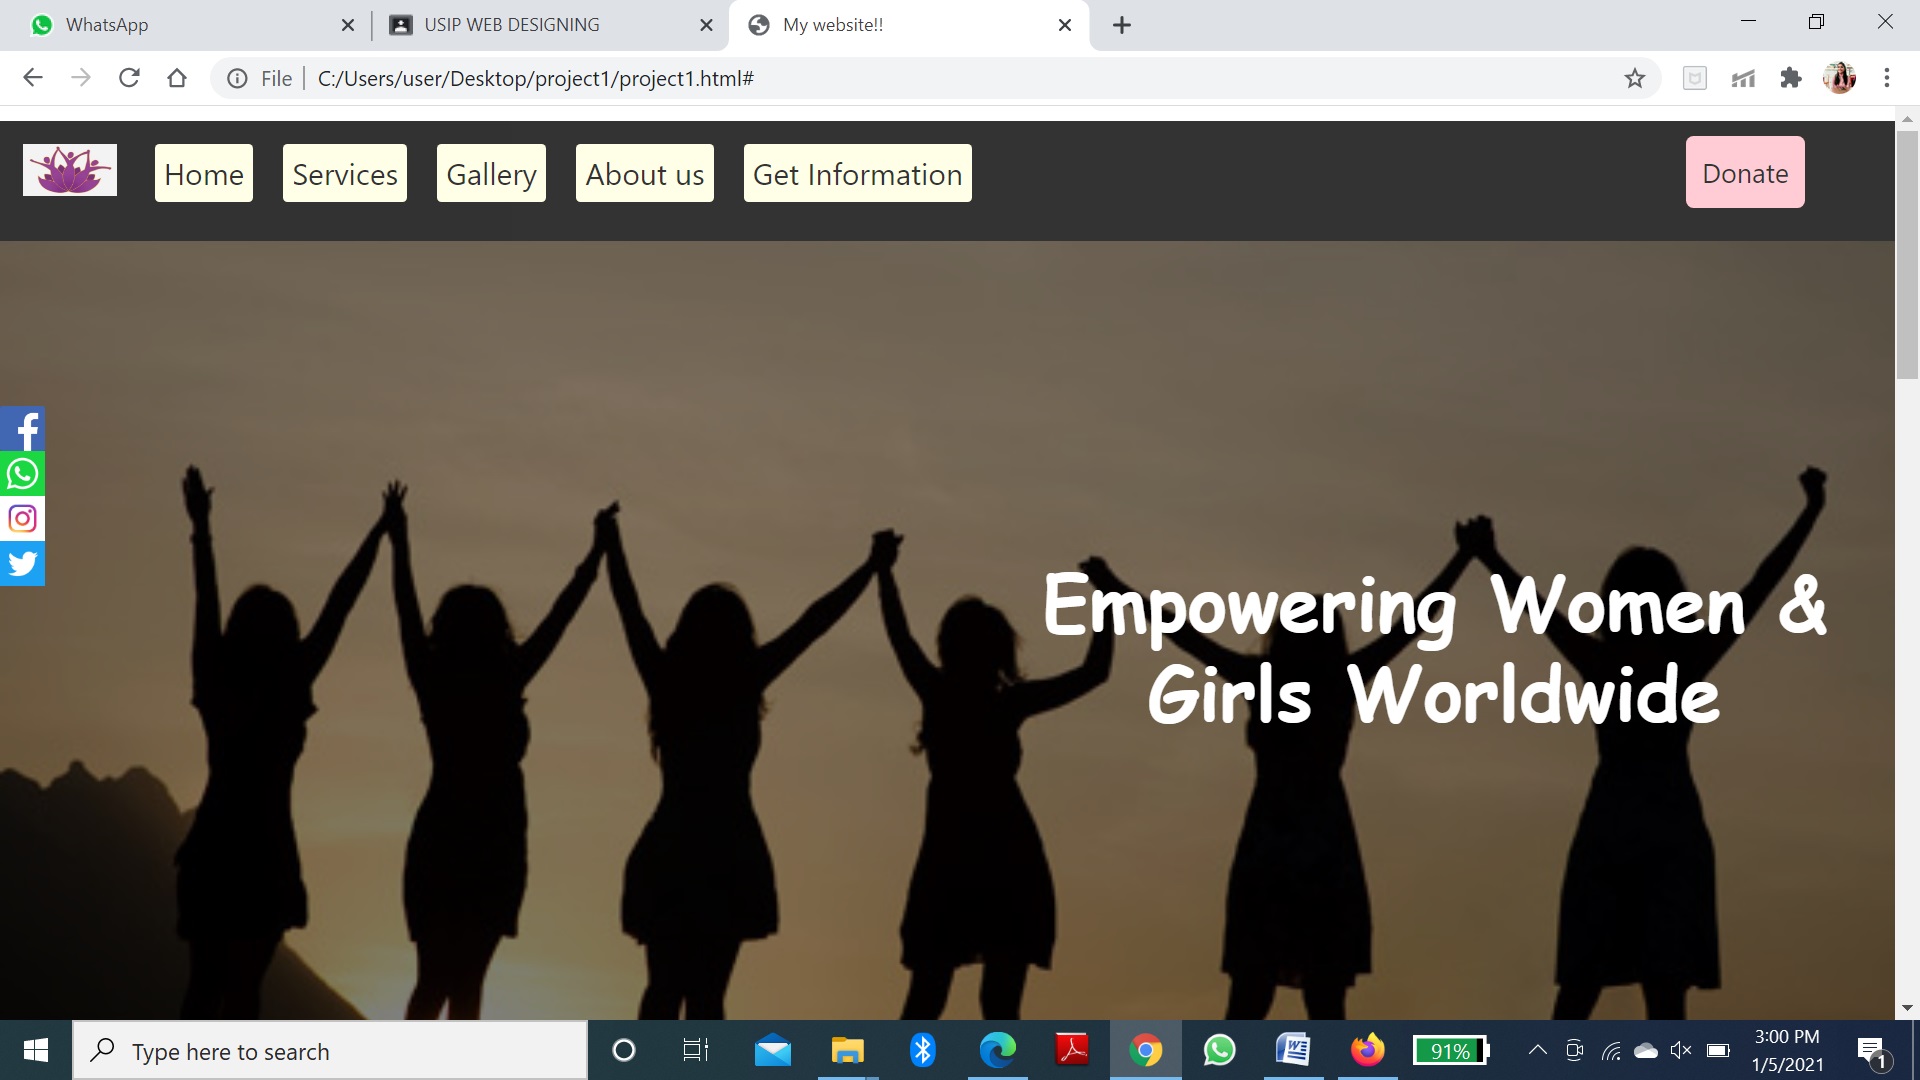 WhatsApp
USIP WEB DESIGNING
My website!!
File
C:/Users/user/Desktop/project1/project1.html#
Home
Services
Gallery
About us
Get Information
Donate
Empowering Women &
Girls Worldwide
Type here to search
91%
3:00 PM
1/5/2021
1